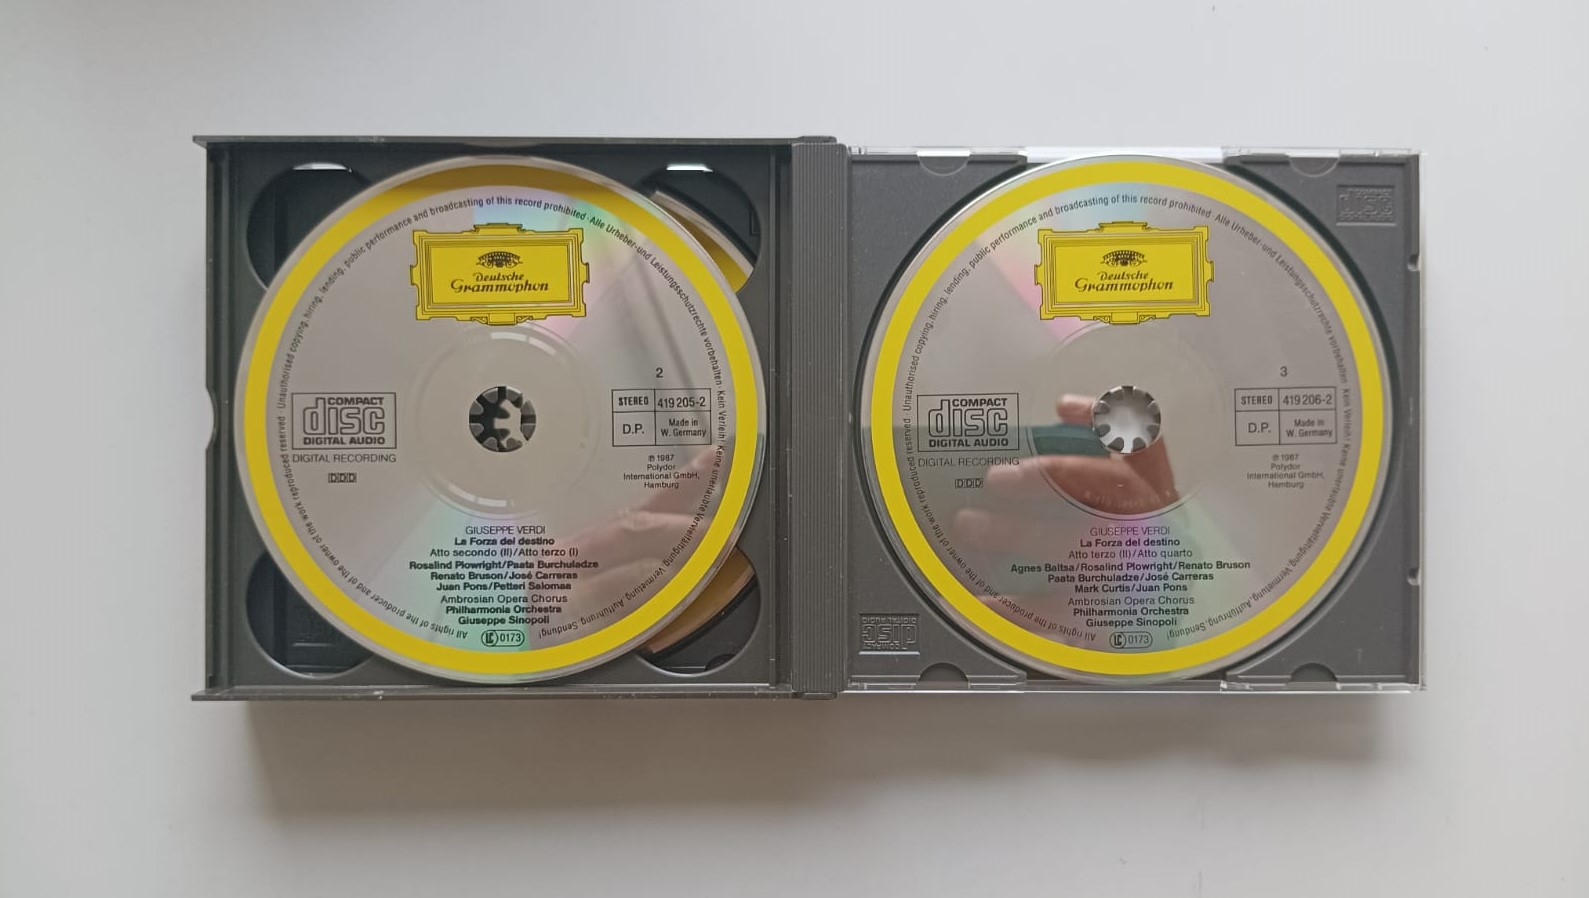 Unauthorised copying, hiring, lending, public performance and broadcasting of this record prohibited · Alle Urheber-und Leistungsschutzrechte vorbehalten · Kein Verleih! Keine unerlaubte Vervielfältigung, Vermietung, Aufführung, Sendung!
All rights of the producer and of the owner of the work reproduced reserved ·
Deutsche
Grammophon
2
COMPACT
disc
DIGITAL AUDIO
DIGITAL RECORDING
DDD
STEREO 419 205-2
D.P. Made in
W. Germany
℗ 1987
Polydor
International GmbH,
Hamburg
GIUSEPPE VERDI
La Forza del destino
Atto secondo (II)/Atto terzo (I)
Rosalind Plowright/Paata Burchuladze
Renato Bruson/José Carreras
Juan Pons/Petteri Salomaa
Ambrosian Opera Chorus
Philharmonia Orchestra
Giuseppe Sinopoli
LC 0173
Unauthorised copying, hiring, lending, public performance and broadcasting of this record prohibited · Alle Urheber-und Leistungsschutzrechte vorbehalten · Kein Verleih! Keine unerlaubte Vervielfältigung, Vermietung, Aufführung, Sendung!
All rights of the producer and of the owner of the work reproduced reserved ·
Deutsche
Grammophon
3
COMPACT
disc
DIGITAL AUDIO
DIGITAL RECORDING
DDD
STEREO 419 206-2
D.P. Made in
W. Germany
℗ 1987
Polydor
International GmbH,
Hamburg
GIUSEPPE VERDI
La Forza del destino
Atto terzo (II)/Atto quarto
Agnes Baltsa/Rosalind Plowright/Renato Bruson
Paata Burchuladze/José Carreras
Mark Curtis/Juan Pons
Ambrosian Opera Chorus
Philharmonia Orchestra
Giuseppe Sinopoli
LC 0173
COMPACT
disc
DIGITAL AUDIO